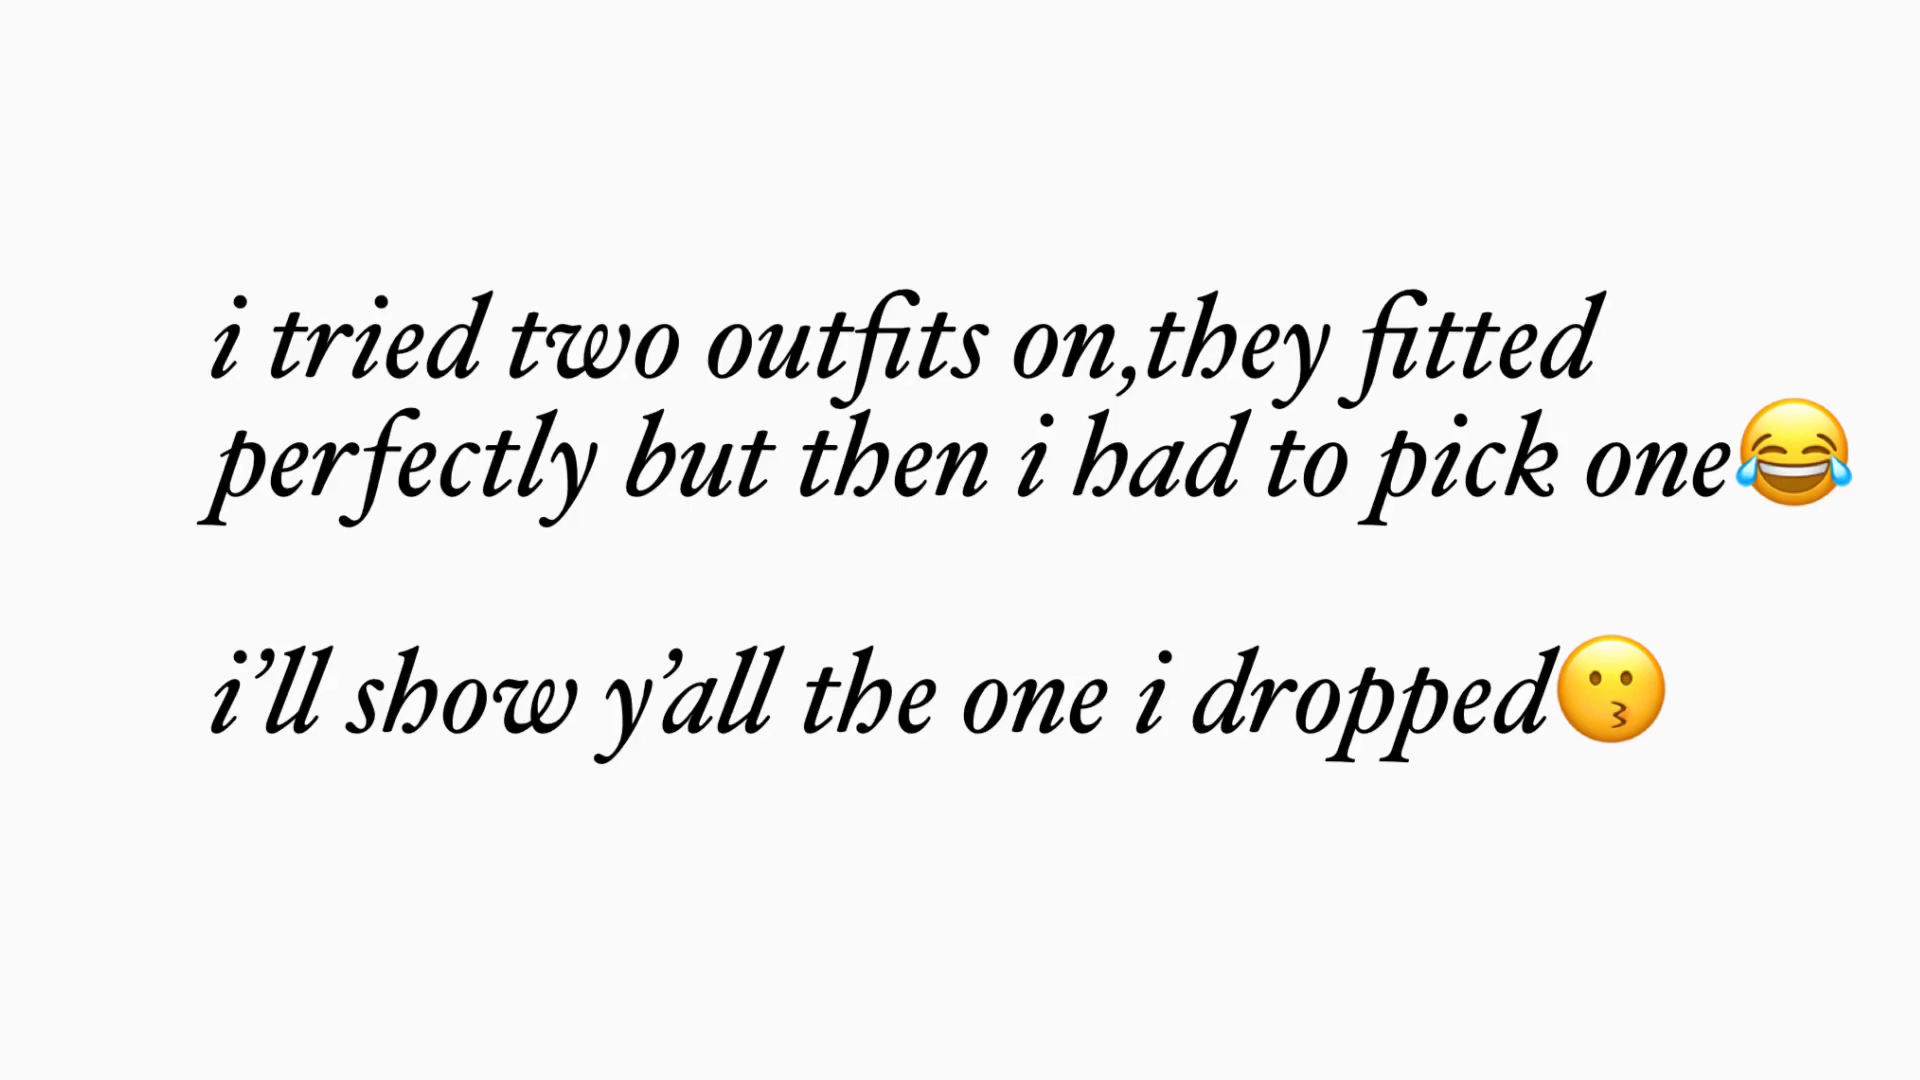 i tried two outfits on,they fitted
perfectly but then i had to pick one😂
i’ll show y’all the one i dropped😗